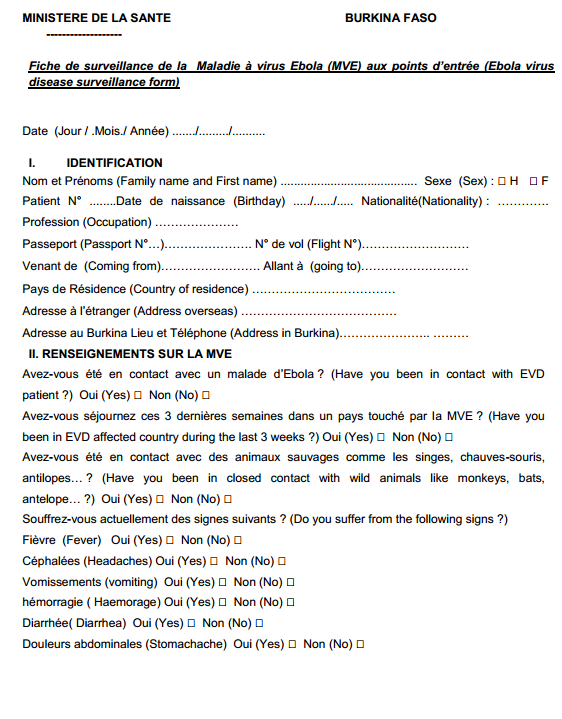 MINISTERE DE LA SANTE BURKINA FASO
-------------------
Fiche de surveillance de la Maladie à virus Ebola (MVE) aux points d'entrée (Ebola virus
disease surveillance form)
Date (Jour / .Mois./ Année) ......./........./..........
I. IDENTIFICATION
Nom et Prénoms (Family name and First name) ......................................... Sexe (Sex) : □ H □ F
Patient N° ........Date de naissance (Birthday) ...../....../..... Nationalité(Nationality) : ………….
Profession (Occupation) …………………
Passeport (Passport N°…)…………………. N° de vol (Flight N°)………………………
Venant de (Coming from)……………………. Allant à (going to)………………………
Pays de Résidence (Country of residence) ………………………………
Adresse à l'étranger (Address overseas) …………………………………
Adresse au Burkina Lieu et Téléphone (Address in Burkina)………………….. ………
II. RENSEIGNEMENTS SUR LA MVE
Avez-vous été en contact avec un malade d'Ebola ? (Have you been in contact with EVD
patient ?) Oui (Yes) □ Non (No) □
Avez-vous séjournez ces 3 dernières semaines dans un pays touché par la MVE ? (Have you
been in EVD affected country during the last 3 weeks ?) Oui (Yes) □ Non (No) □
Avez-vous été en contact avec des animaux sauvages comme les singes, chauves-souris,
antilopes… ? (Have you been in closed contact with wild animals like monkeys, bats,
antelope… ?) Oui (Yes) □ Non (No) □
Souffrez-vous actuellement des signes suivants ? (Do you suffer from the following signs ?)
Fièvre (Fever) Oui (Yes) □ Non (No) □
Céphalées (Headaches) Oui (Yes) □ Non (No) □
Vomissements (vomiting) Oui (Yes) □ Non (No) □
hémorragie ( Haemorage) Oui (Yes) □ Non (No) □
Diarrhée( Diarrhea) Oui (Yes) □ Non (No) □
Douleurs abdominales (Stomachache) Oui (Yes) □ Non (No) □